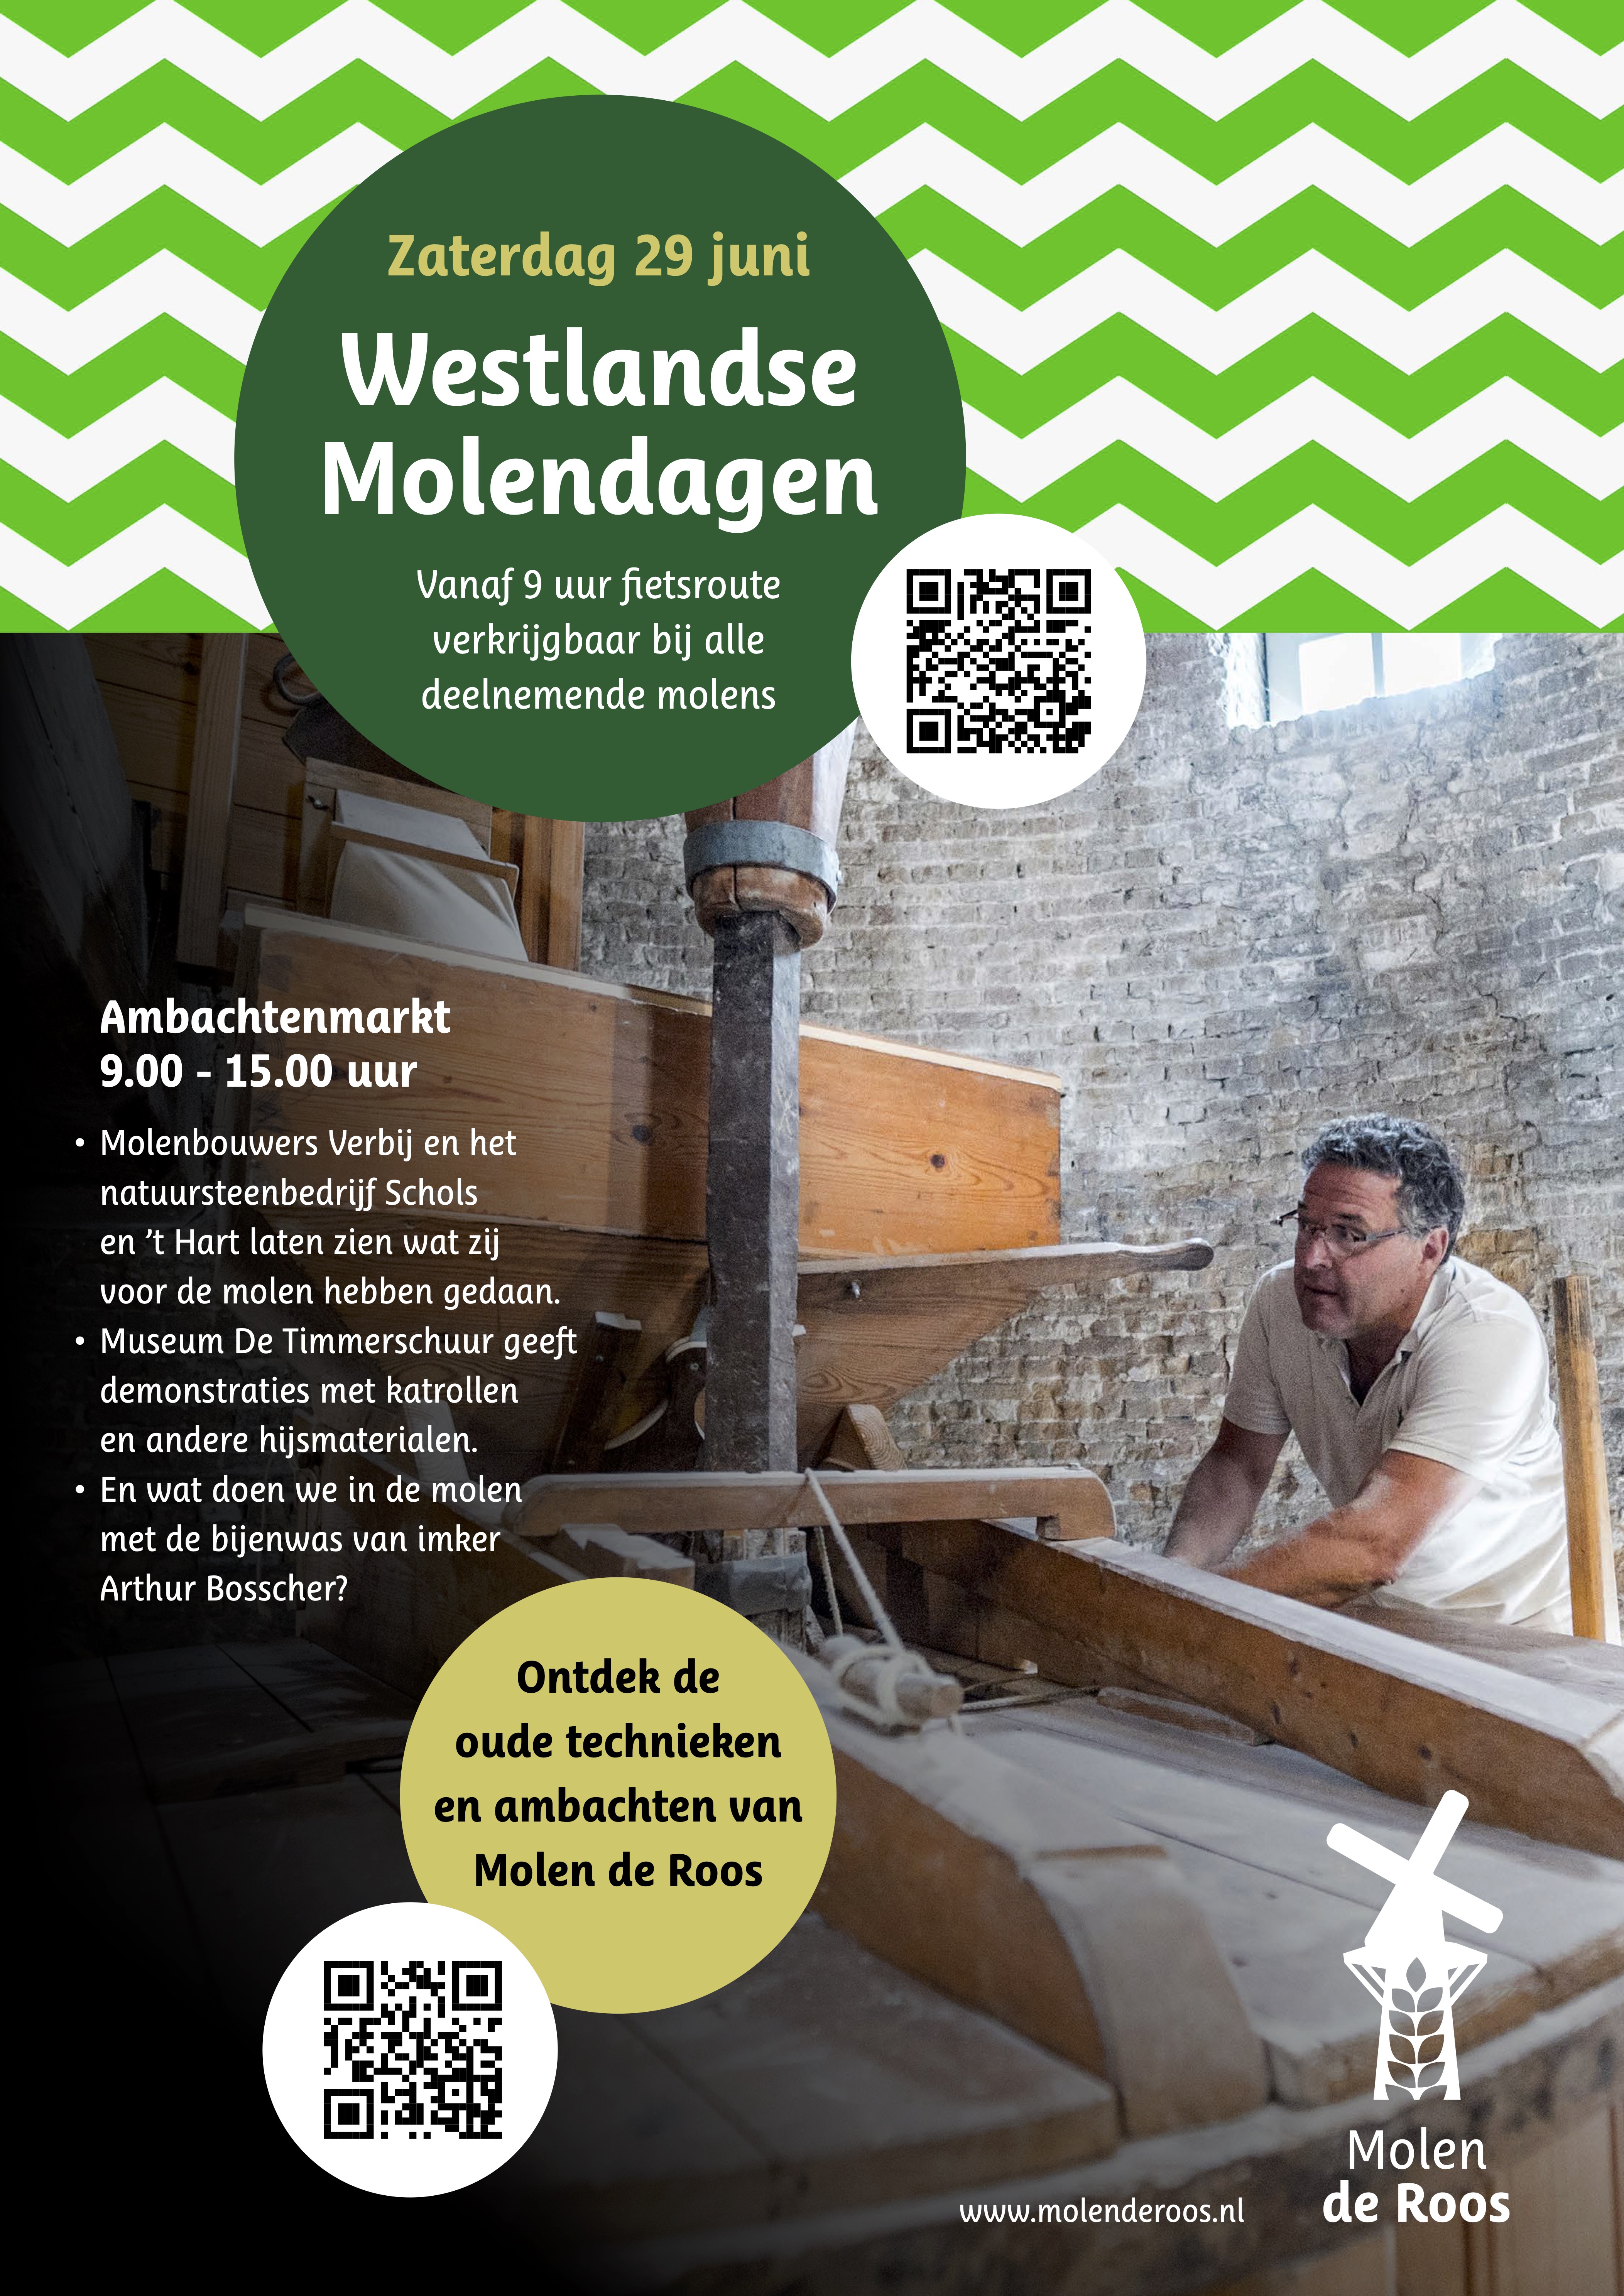 Zaterdag 29 juni
Westlandse
Molendagen
Vanaf 9 uur fietsroute
verkrijgbaar bij alle
deelnemende molens
Ambachtenmarkt
9.00 - 15.00 uur
• Molenbouwers Verbij en het
natuursteenbedrijf Schols
en ’t Hart laten zien wat zij
voor de molen hebben gedaan.
• Museum De Timmerschuur geeft
demonstraties met katrollen
en andere hijsmaterialen.
• En wat doen we in de molen
met de bijenwas van imker
Arthur Bosscher?
Ontdek de
oude technieken
en ambachten van
Molen de Roos
www.molenderoos.nl
Molen
de Roos